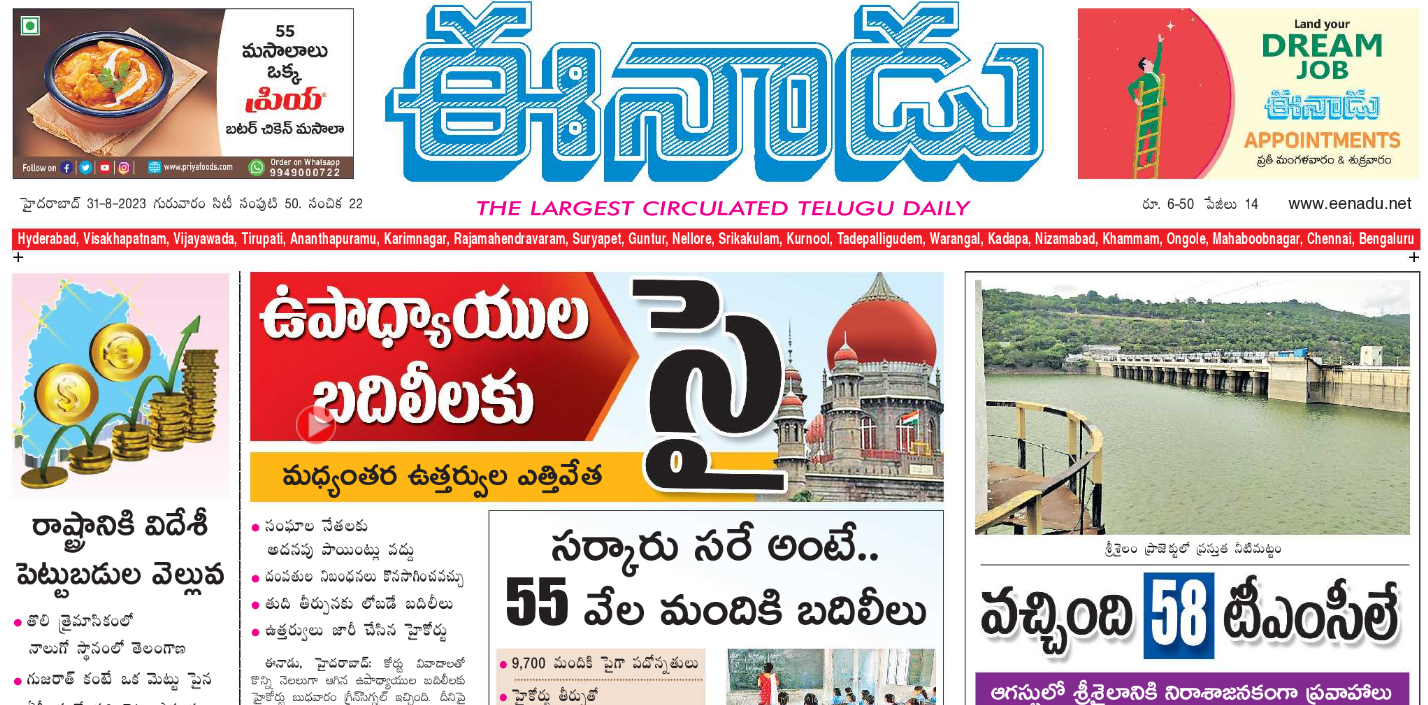 55
మసాలాలు
ఒక్క
ప్రియ
బటర్ చికెన్ మసాలా
Follow on
www.priyafoods.com
Order on Whatsapp
9949000722
ఈనాడు
Land your
DREAM
JOB
ఈనాడు
APPOINTMENTS
ప్రతీ మంగళవారం & శుక్రవారం
హైదరాబాద్ 31-8-2023 గురువారం సిటీ సంపుటి 50. సంచిక 22
THE LARGEST CIRCULATED TELUGU DAILY
రూ. 6-50 పేజీలు 14
www.eenadu.net
Hyderabad, Visakhapatnam, Vijayawada, Tirupati, Ananthapuramu, Karimnagar, Rajamahendravaram, Suryapet, Guntur, Nellore, Srikakulam, Kurnool, Tadepalligudem, Warangal, Kadapa, Nizamabad, Khammam, Ongole, Mahaboobnagar, Chennai, Bengaluru
రాష్ట్రానికి విదేశీ
పెట్టుబడుల వెల్లువ
• తొలి త్రైమాసికంలో
నాలుగో స్థానంలో తెలంగాణ
• గుజరాత్ కంటే ఒక మెట్టు పైన
ఉపాధ్యాయుల
బదిలీలకు
సై
మధ్యంతర ఉత్తర్వుల ఎత్తివేత
• సంఘాల నేతలకు
అదనపు పాయింట్లు వద్దు
• దంపతుల నిబంధనలు కొనసాగించవచ్చు
• తుది తీర్పునకు లోబడే బదిలీలు
• ఉత్తర్వులు జారీ చేసిన హైకోర్టు
ఈనాడు, హైదరాబాద్: కోర్టు వివాదాలతో
కొన్ని నెలలుగా ఆగిన ఉపాధ్యాయుల బదిలీలకు
హైకోర్టు బుధవారం గ్రీన్‌సిగ్నల్ ఇచ్చింది. దీనిపై
సర్కారు సరే అంటే..
55 వేల మందికి బదిలీలు
• 9,700 మందికి పైగా పదోన్నతులు
• హైకోర్టు తీర్పుతో
శ్రీశైలం ప్రాజెక్టులో ప్రస్తుత నీటిమట్టం
వచ్చింది 58 టీఎంసీలే
ఆగస్టులో శ్రీశైలానికి నిరాశాజనకంగా ప్రవాహాలు